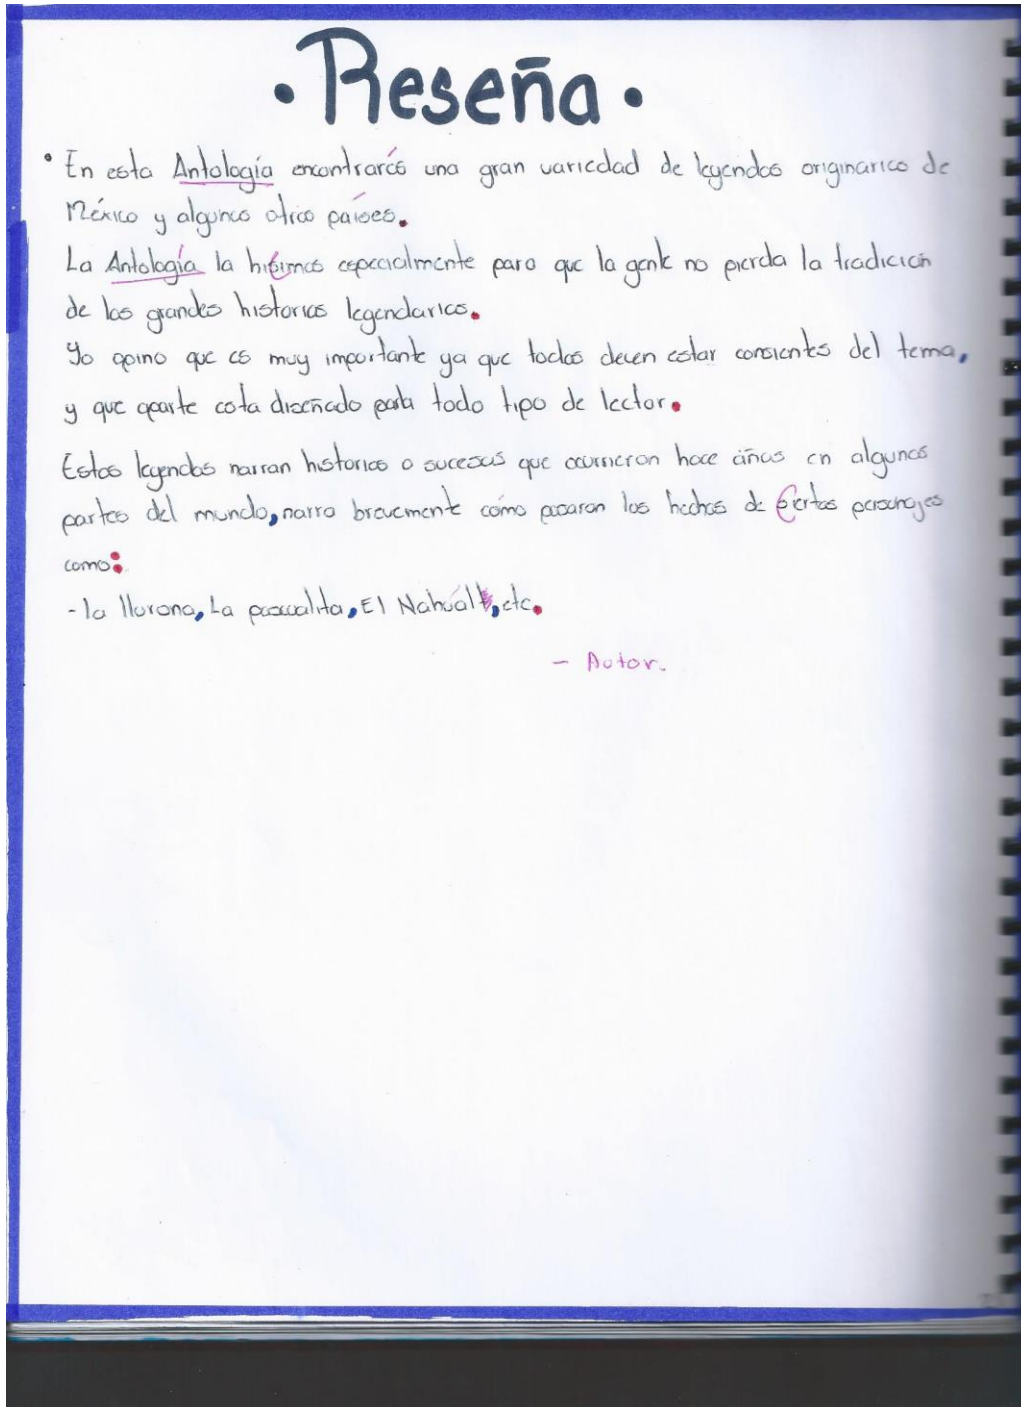 • Reseña •
• En esta Antología encontrarás una gran variedad de leyendas originarias de
México y algunos otros países.
La Antología la hicimos especialmente para que la gente no pierda la tradición
de las grandes historias legendarias.
Yo opino que es muy importante ya que todos deven estar consientes del tema,
y que aparte esta diseñado para todo tipo de lector.
Estas leyendas narran historias o sucesos que ocurrieron hace años en algunas
partes del mundo, narra brevemente cómo pasaron los hechos de Ciertos personajes
como:
- la llorona, La pascualita, El Nahual, etc.
- Autor.